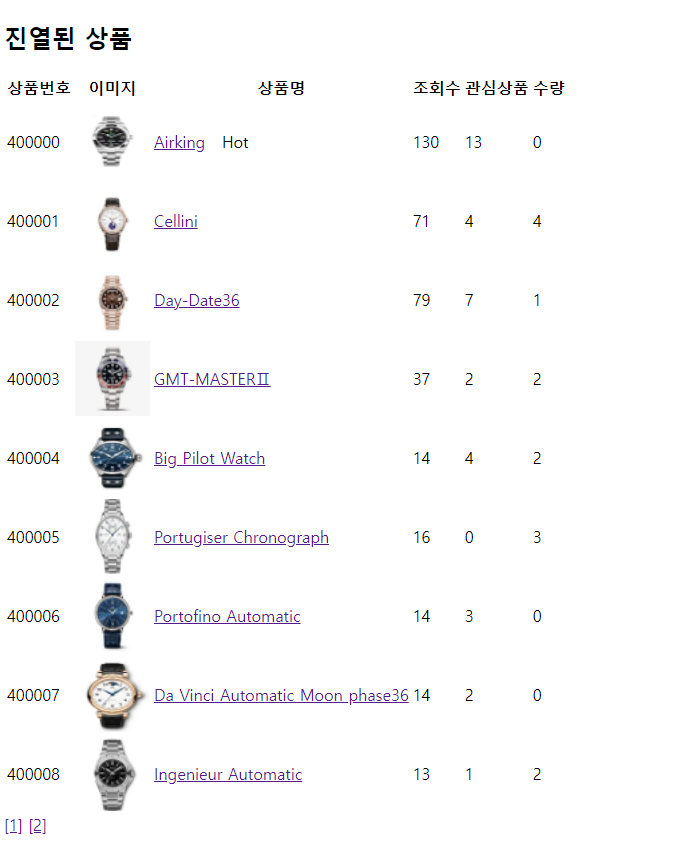 진열된 상품
상품번호 이미지 상품명 조회수 관심상품 수량
400000 Airking Hot 130 13 0
400001 Cellini 71 4 4
400002 Day-Date36 79 7 1
400003 GMT-MASTERⅡ 37 2 2
400004 Big Pilot Watch 14 4 2
400005 Portugiser Chronograph 16 0 3
400006 Portofino Automatic 14 3 0
400007 Da Vinci Automatic Moon phase36 14 2 0
400008 Ingenieur Automatic 13 1 2
[1] [2]